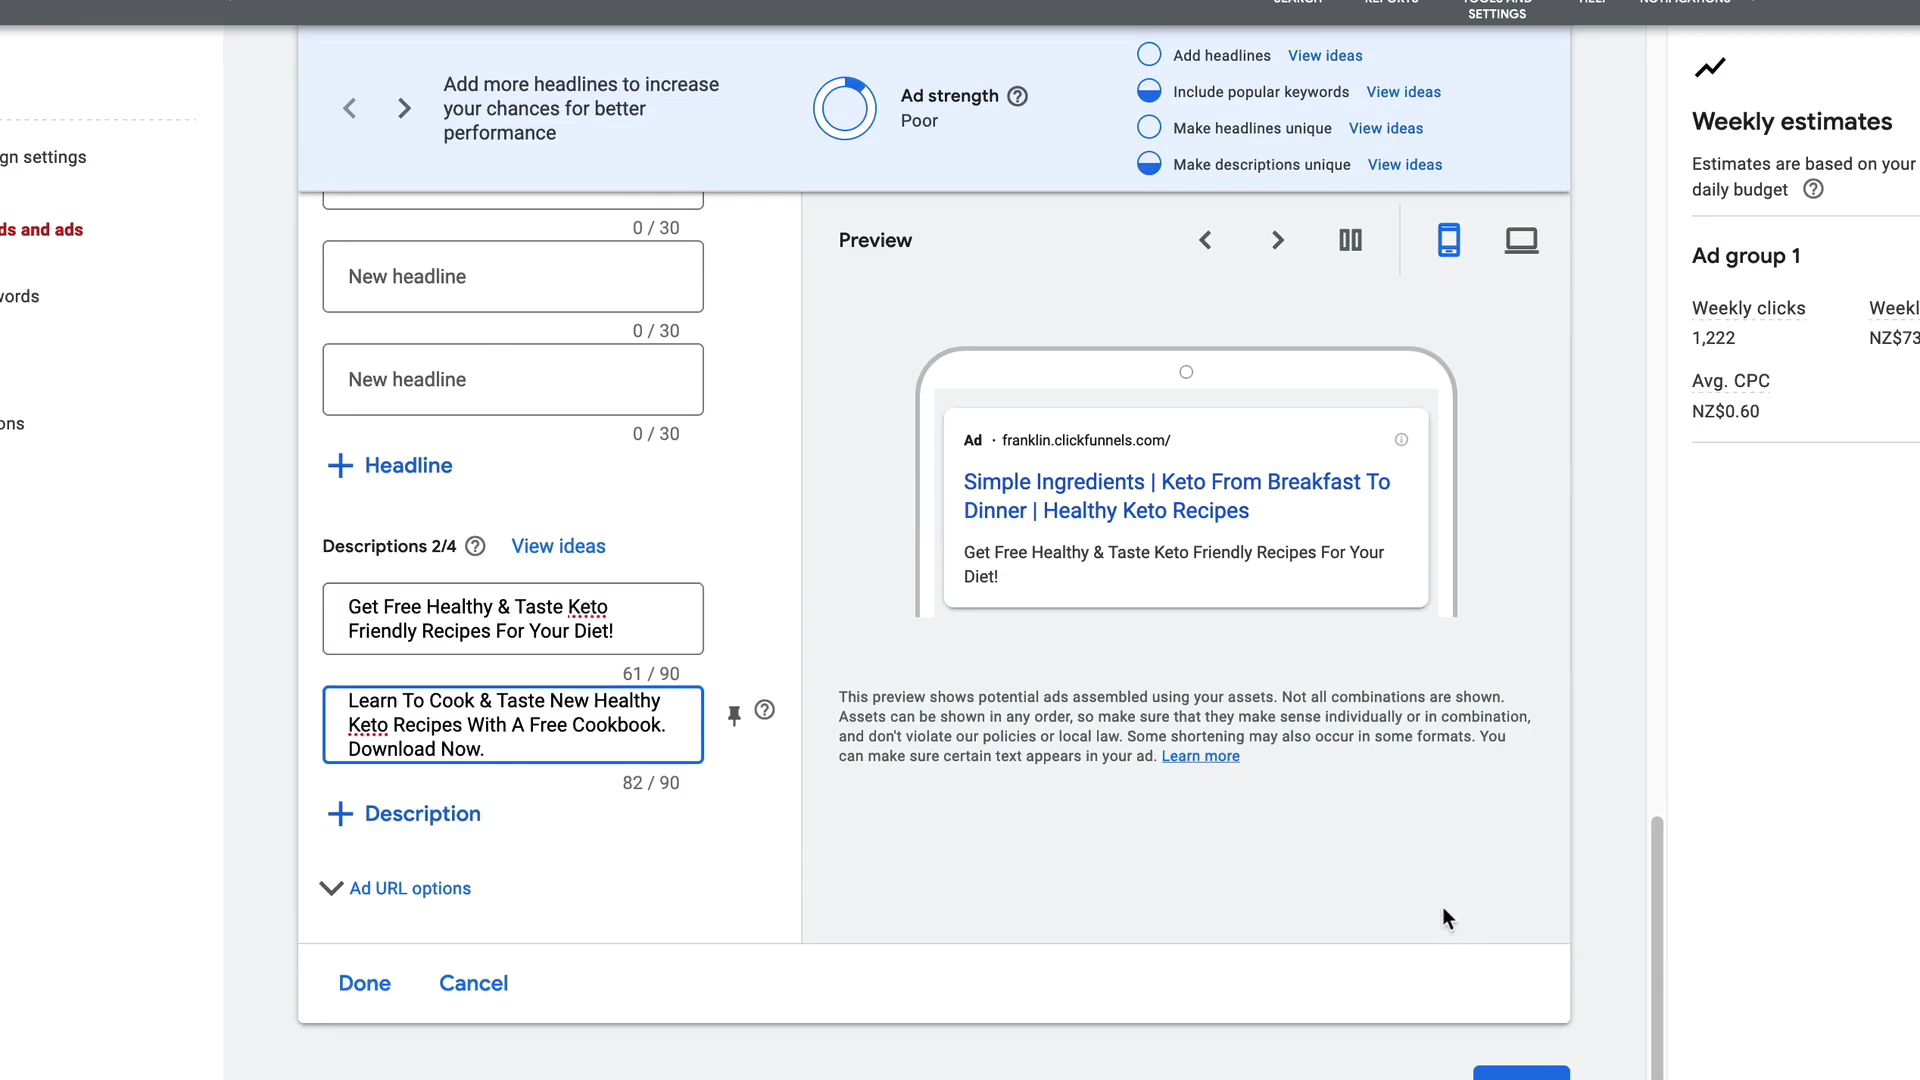 SETTINGS
Add more headlines to increase
your chances for better
performance
Ad strength
Poor
Add headlines View ideas
Include popular keywords View ideas
Make headlines unique View ideas
Make descriptions unique View ideas
gn settings
ds and ads
words
ons
0 / 30
New headline
0 / 30
New headline
0 / 30
Headline
Descriptions 2/4 View ideas
Get Free Healthy & Taste Keto
Friendly Recipes For Your Diet!
61 / 90
Learn To Cook & Taste New Healthy
Keto Recipes With A Free Cookbook.
Download Now.
82 / 90
Description
Ad URL options
Done Cancel
Preview
Ad · franklin.clickfunnels.com/
Simple Ingredients | Keto From Breakfast To
Dinner | Healthy Keto Recipes
Get Free Healthy & Taste Keto Friendly Recipes For Your
Diet!
This preview shows potential ads assembled using your assets. Not all combinations are shown.
Assets can be shown in any order, so make sure that they make sense individually or in combination,
and don't violate our policies or local law. Some shortening may also occur in some formats. You
can make sure certain text appears in your ad. Learn more
Weekly estimates
Estimates are based on your
daily budget
Ad group 1
Weekly clicks Weekl
1,222 NZ$73
Avg. CPC
NZ$0.60